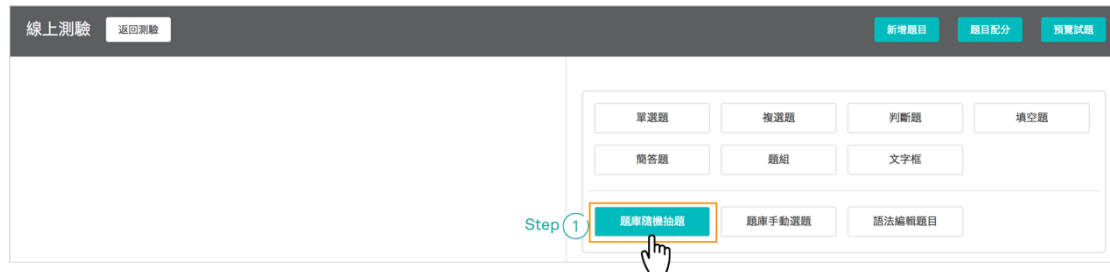 線上測驗 返回測驗 新增題目 題目配分 預覽試題
單選題 複選題 判斷題 填空題
簡答題 題組 文字框
Step 1 題庫隨機抽題 題庫手動選題 語法編輯題目